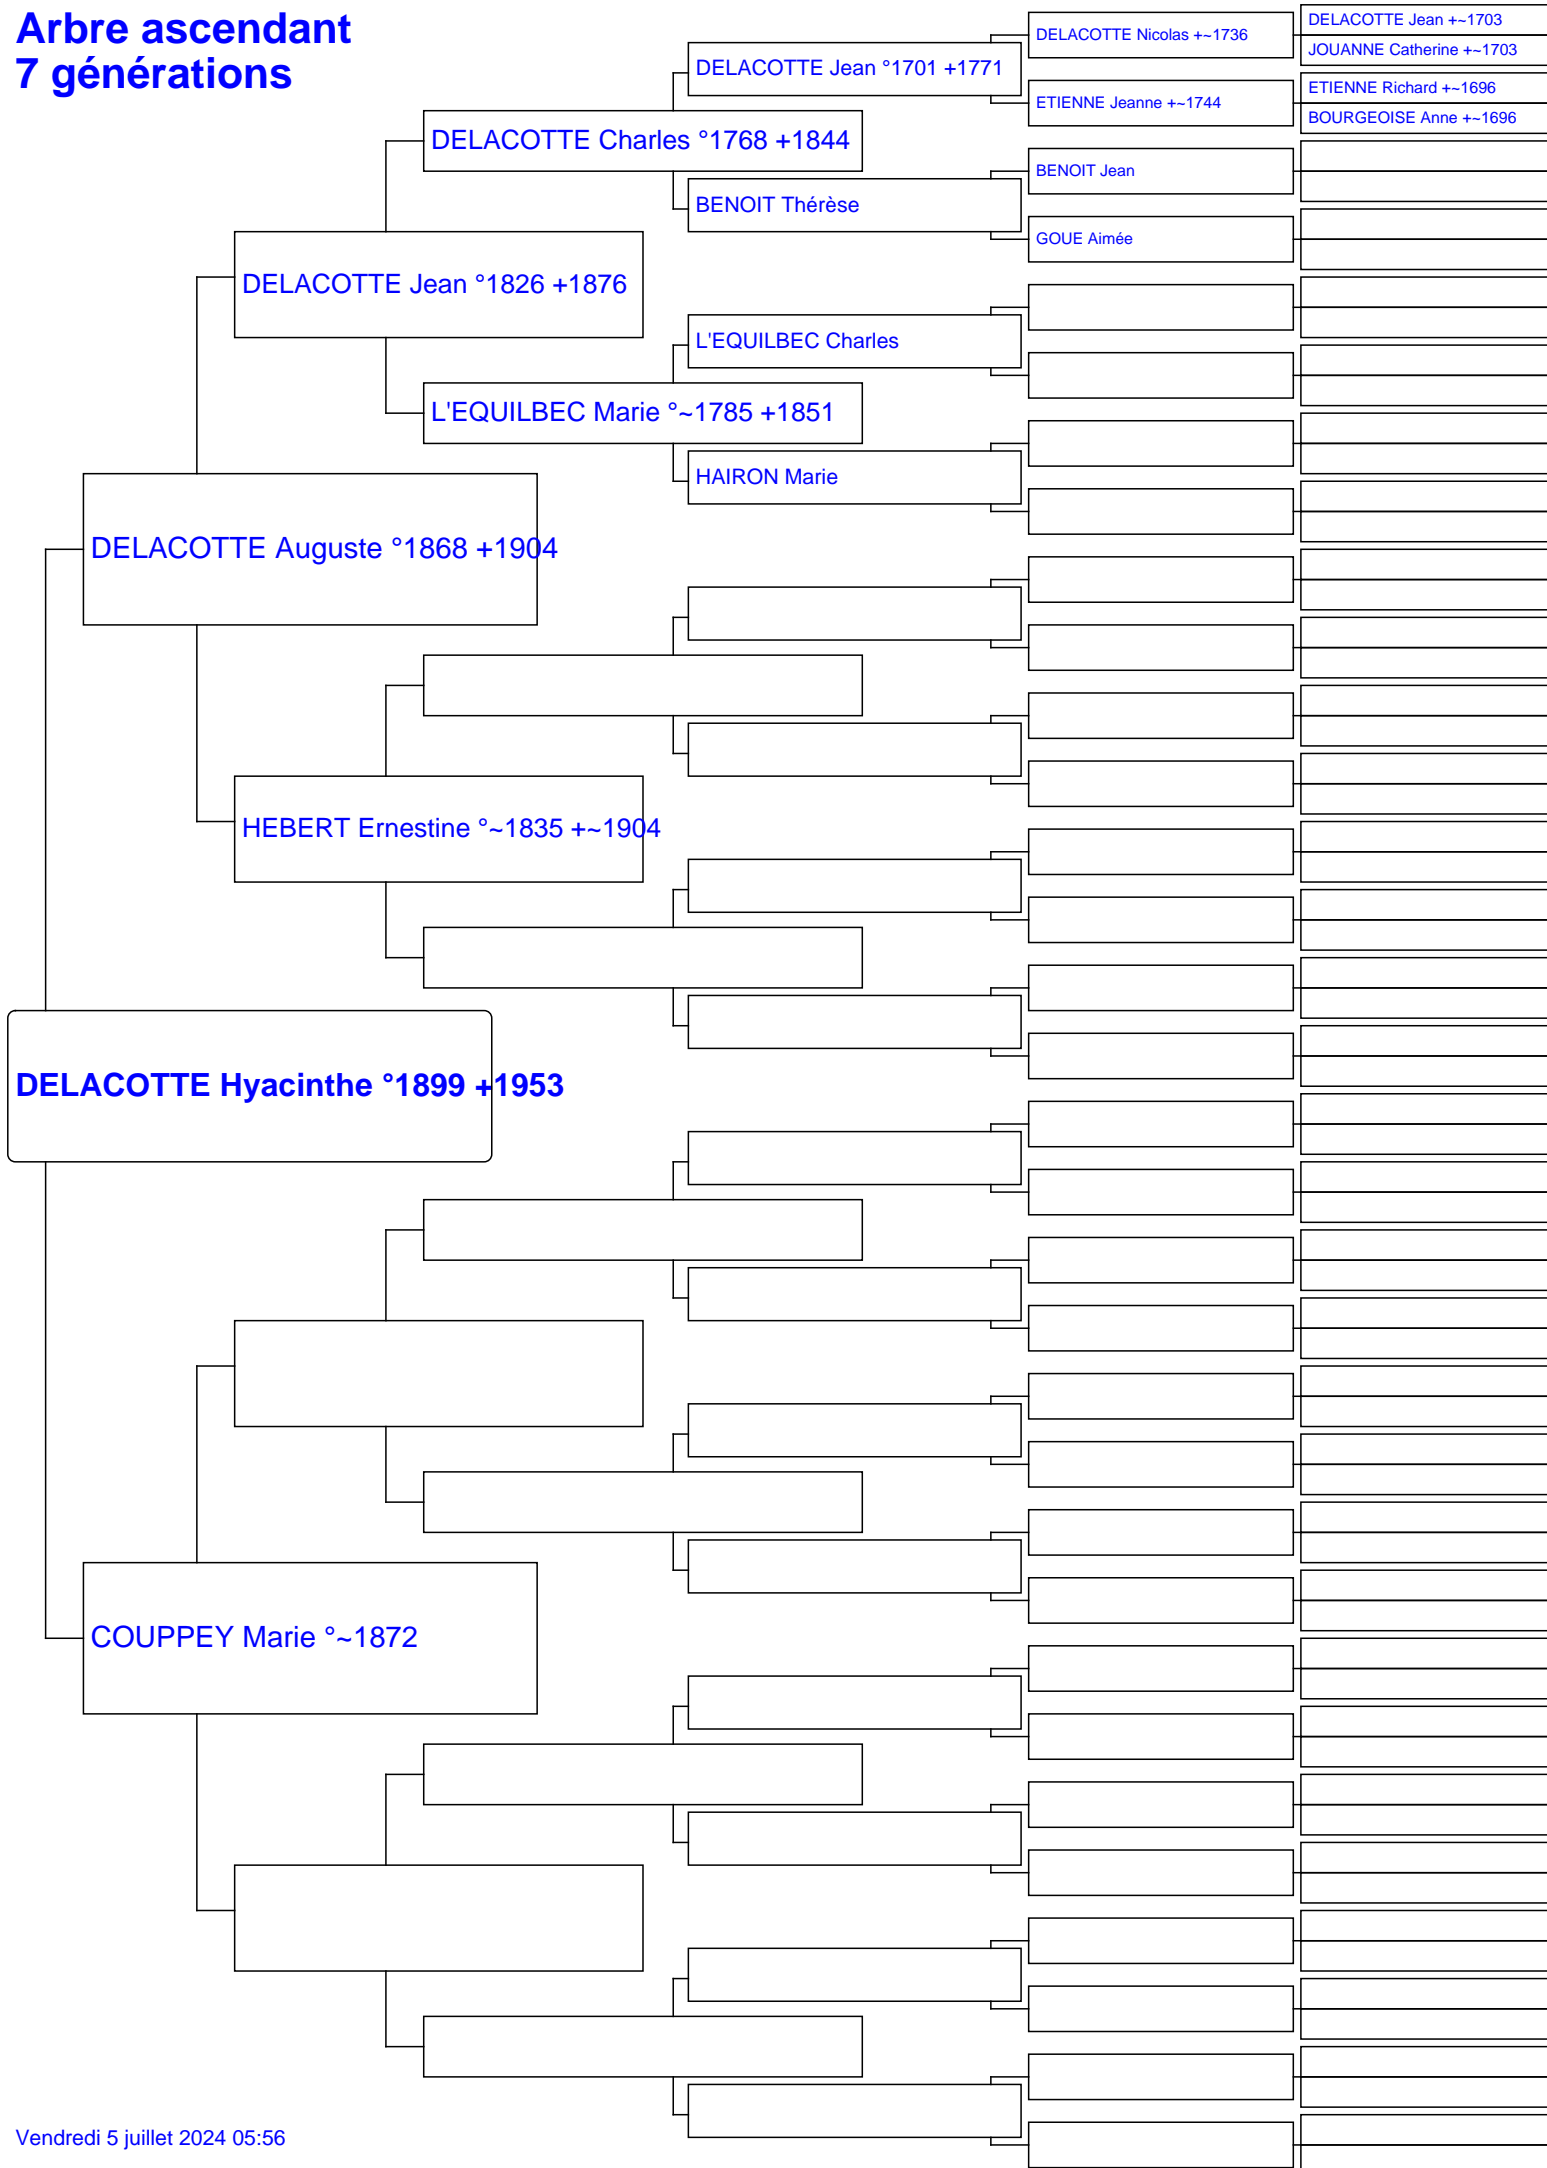 Arbre ascendant
7 générations
DELACOTTE Jean +~1703
DELACOTTE Nicolas +~1736
JOUANNE Catherine +~1703
DELACOTTE Jean °1701 +1771
ETIENNE Richard +~1696
ETIENNE Jeanne +~1744
BOURGEOISE Anne +~1696
DELACOTTE Charles °1768 +1844
BENOIT Jean
BENOIT Thérèse
GOUE Aimée
DELACOTTE Jean °1826 +1876
L'EQUILBEC Charles
L'EQUILBEC Marie °~1785 +1851
HAIRON Marie
DELACOTTE Auguste °1868 +1904
HEBERT Ernestine °~1835 +~1904
DELACOTTE Hyacinthe °1899 +1953
COUPPEY Marie °~1872
Vendredi 5 juillet 2024 05:56